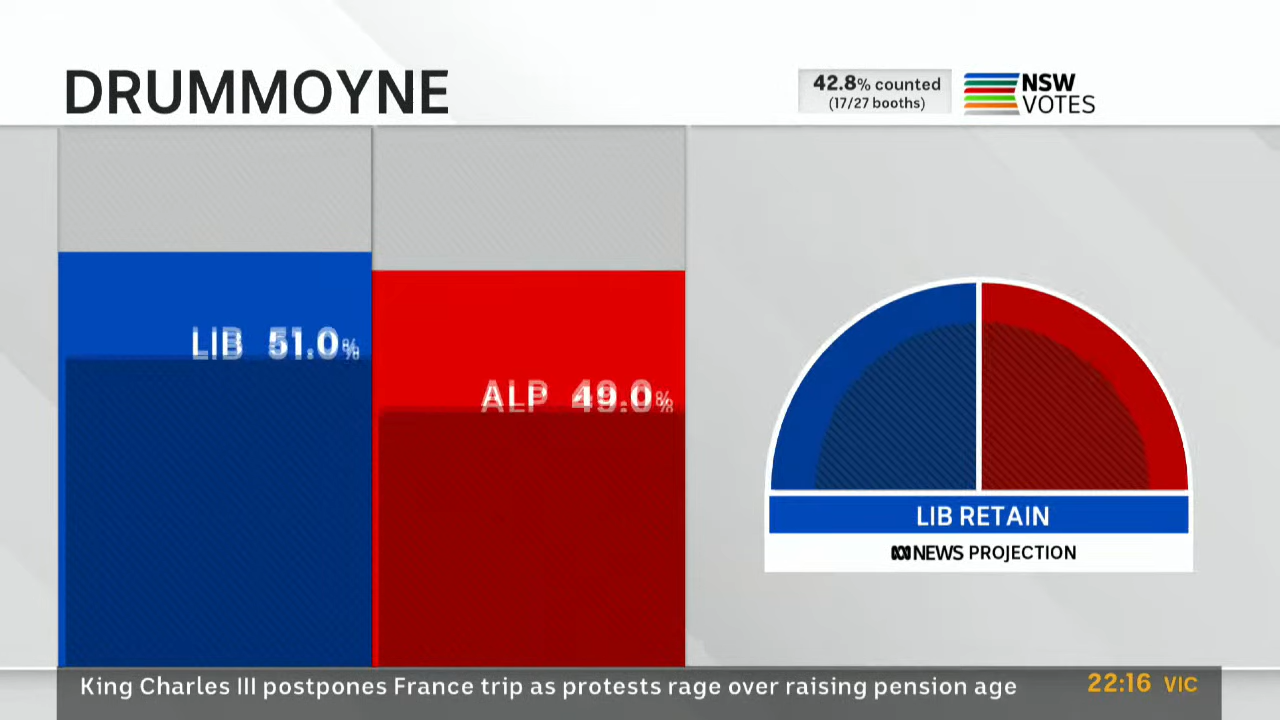 DRUMMOYNE
42.8% counted
(17/27 booths)
NSW
VOTES
LIB 51.0%
ALP 49.0%
LIB RETAIN
ABC NEWS PROJECTION
King Charles III postpones France trip as protests rage over raising pension age
22:16 VIC